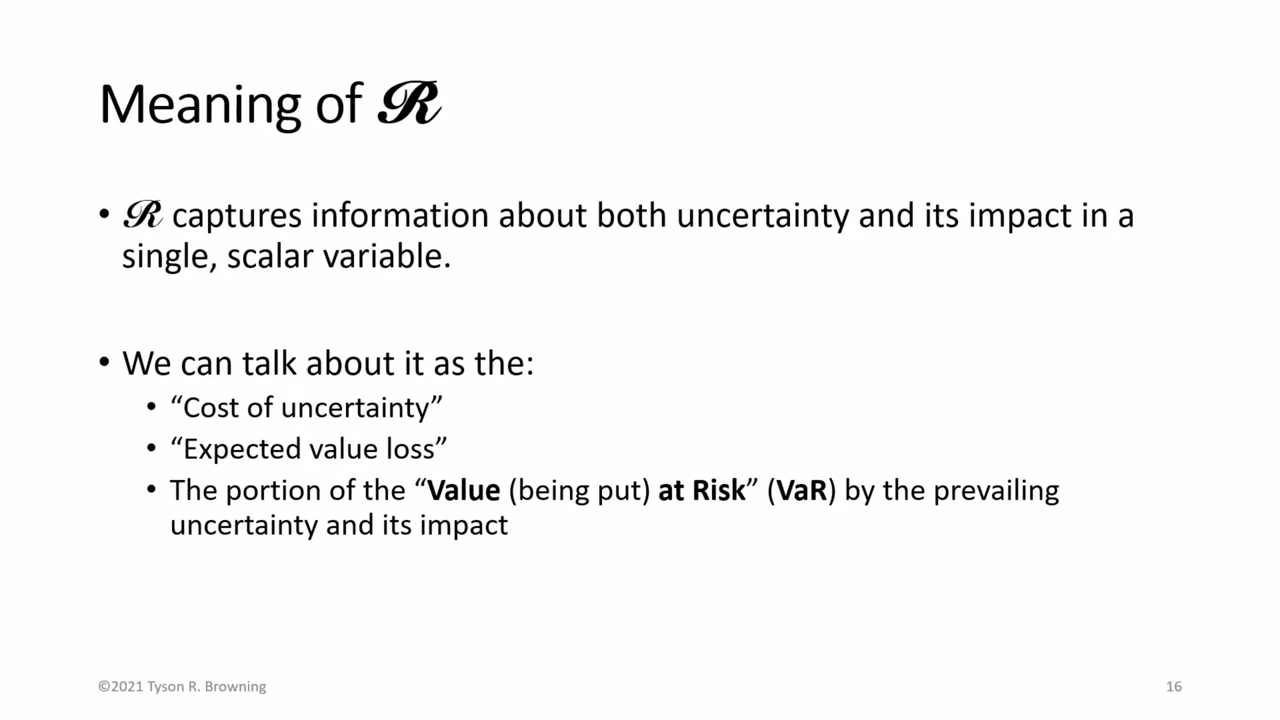 Meaning of ℛ
• ℛ captures information about both uncertainty and its impact in a
single, scalar variable.
• We can talk about it as the:
• “Cost of uncertainty”
• “Expected value loss”
• The portion of the “Value (being put) at Risk” (VaR) by the prevailing
uncertainty and its impact
©2021 Tyson R. Browning
16